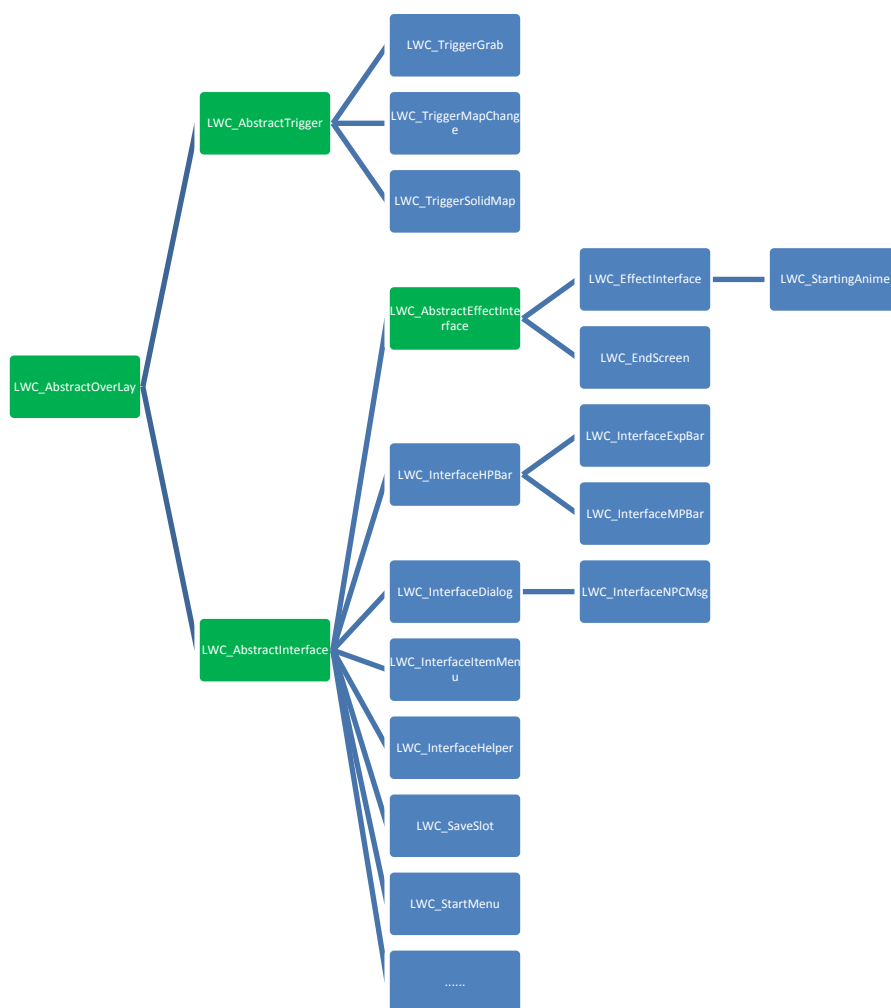 LWC_TriggerGrab
LWC_AbstractTrigger
LWC_TriggerMapChang
e
LWC_TriggerSolidMap
LWC_EffectInterface
LWC_StartingAnime
LWC_AbstractEffectInte
rface
LWC_EndScreen
LWC_AbstractOverLay
LWC_InterfaceExpBar
LWC_InterfaceHPBar
LWC_InterfaceMPBar
LWC_InterfaceDialog
LWC_InterfaceNPCMsg
LWC_AbstractInterface
LWC_InterfaceItemMen
u
LWC_InterfaceHelper
LWC_SaveSlot
LWC_StartMenu
......